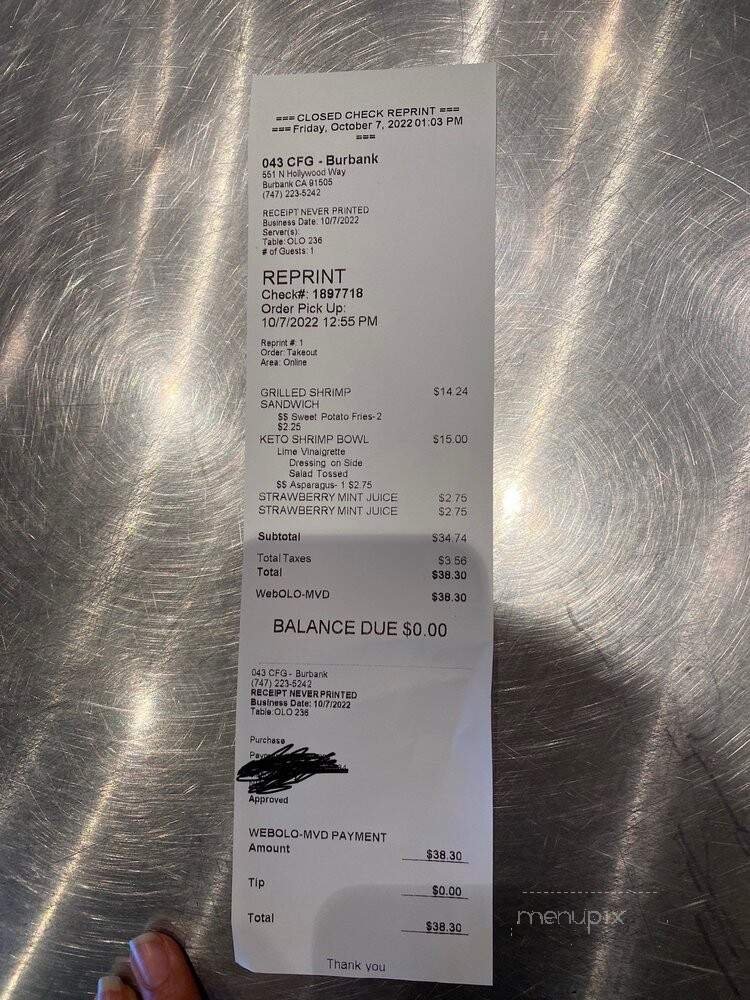 === CLOSED CHECK REPRINT ===
=== Friday, October 7, 2022 01:03 PM
===
043 CFG - Burbank
551 N Hollywood Way
Burbank CA 91505
(747) 223-5242
RECEIPT NEVER PRINTED
Business Date: 10/7/2022
Server(s):
Table: OLO 236
# of Guests: 1
REPRINT
Check#: 1897718
Order Pick Up:
10/7/2022 12:55 PM
Reprint #: 1
Order: Takeout
Area: Online
GRILLED SHRIMP $14.24
SANDWICH
$$ Sweet Potato Fries-2
$2.25
KETO SHRIMP BOWL $15.00
Lime Vinaigrette
Dressing on Side
Salad Tossed
$$ Asparagus- 1 $2.75
STRAWBERRY MINT JUICE $2.75
STRAWBERRY MINT JUICE $2.75
Subtotal $34.74
Total Taxes $3.56
Total $38.30
WebOLO-MVD $38.30
BALANCE DUE $0.00
043 CFG - Burbank
(747) 223-5242
RECEIPT NEVER PRINTED
Business Date: 10/7/2022
Table: OLO 236
Purchase
Approved
WEBOLO-MVD PAYMENT
Amount $38.30
Tip $0.00
Total $38.30
Thank you
menupix